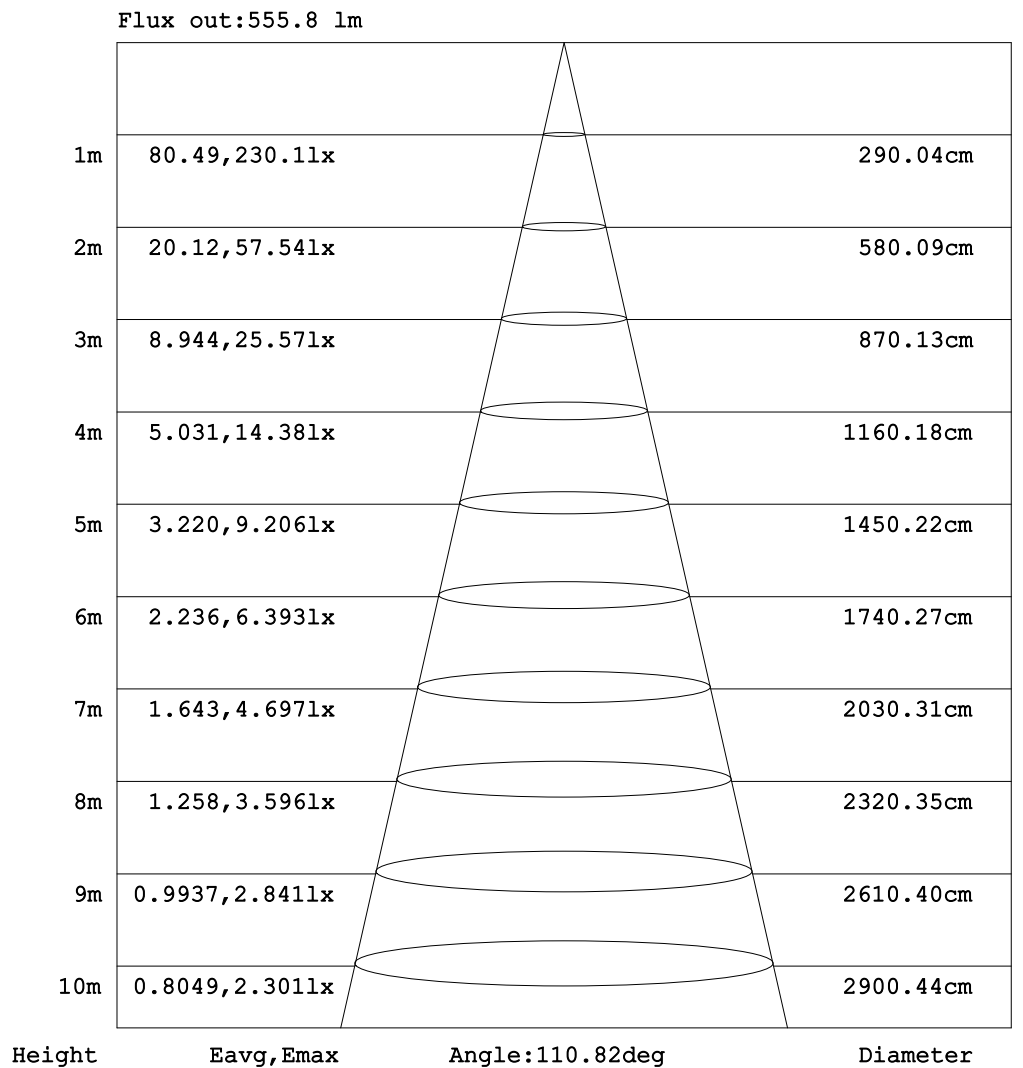 Flux out:555.8 lm
1m 80.49,230.1lx 290.04cm
2m 20.12,57.54lx 580.09cm
3m 8.944,25.57lx 870.13cm
4m 5.031,14.38lx 1160.18cm
5m 3.220,9.206lx 1450.22cm
6m 2.236,6.393lx 1740.27cm
7m 1.643,4.697lx 2030.31cm
8m 1.258,3.596lx 2320.35cm
9m 0.9937,2.841lx 2610.40cm
10m 0.8049,2.301lx 2900.44cm
Height Eavg,Emax Angle:110.82deg Diameter